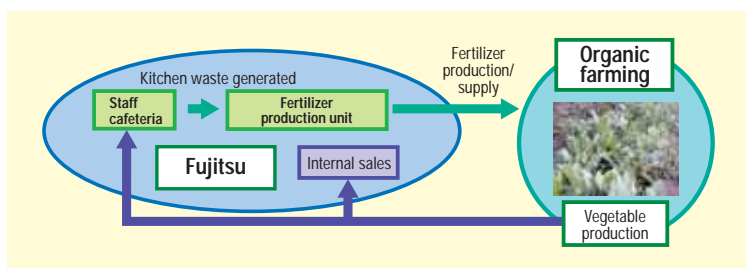 Kitchen waste generated
Staff
cafeteria
Fertilizer
production unit
Fujitsu
Internal sales
Fertilizer
production/
supply
Organic
farming
Vegetable
production